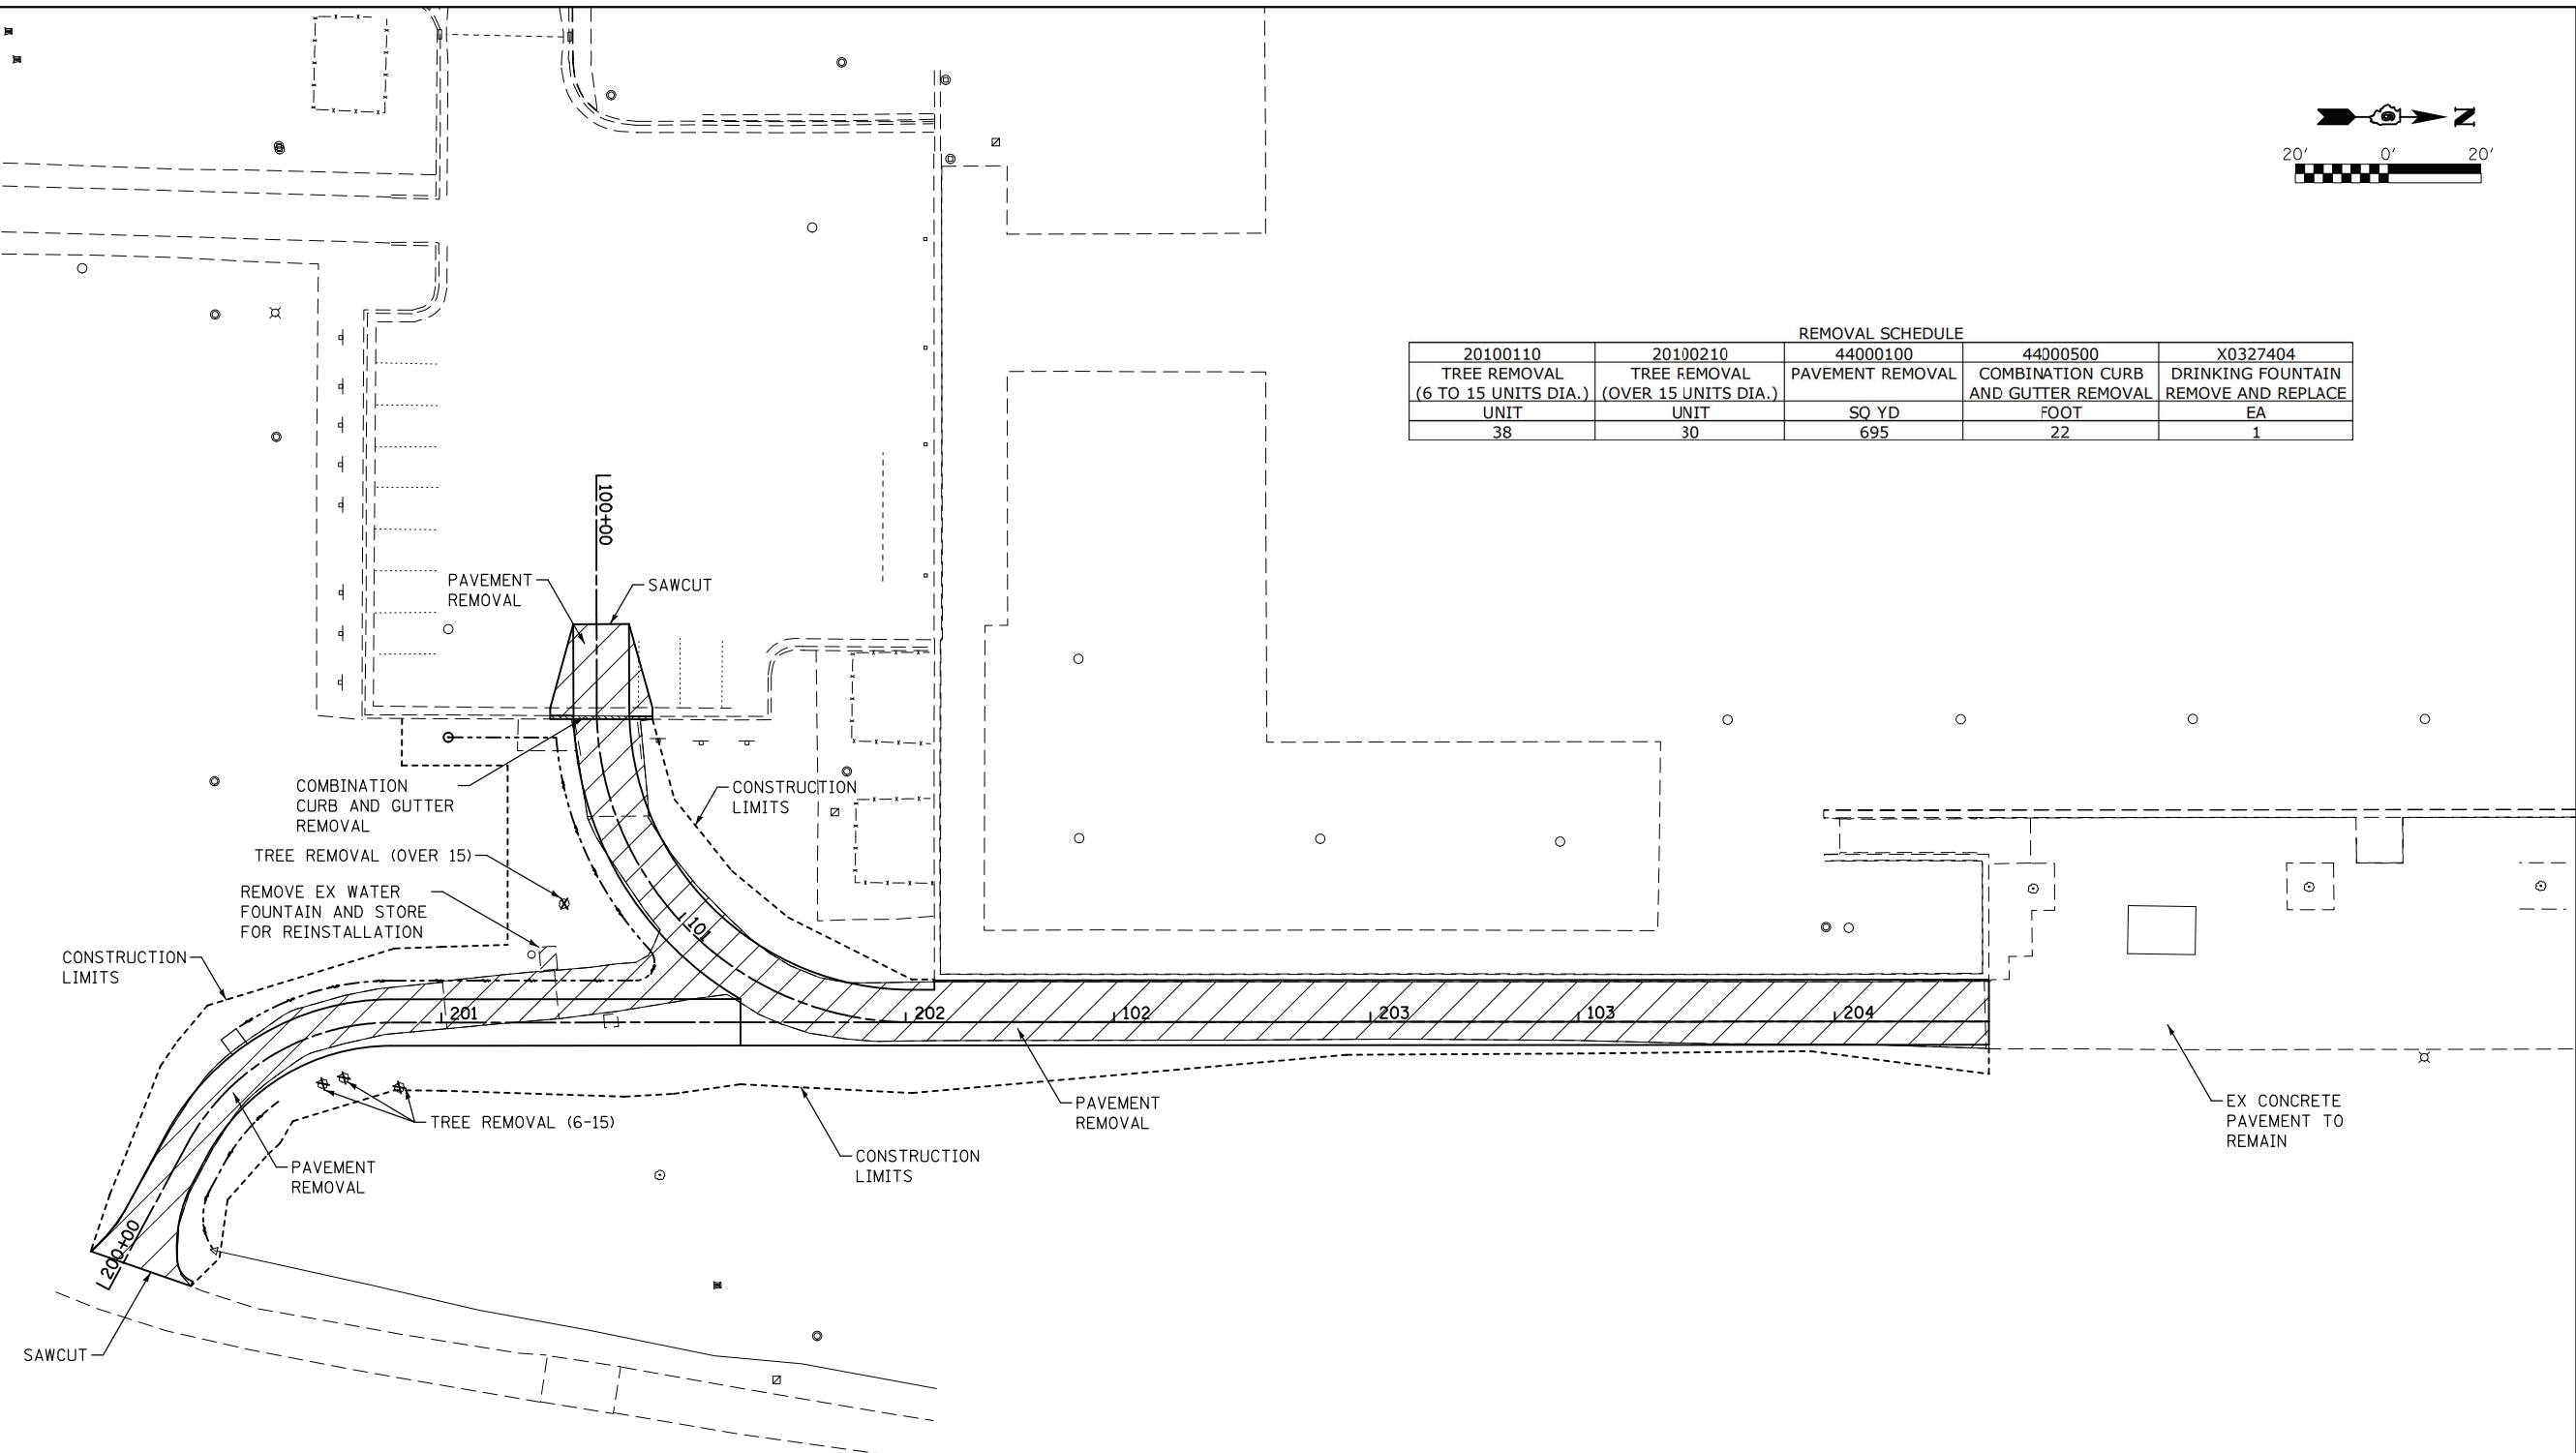 N
20' 0' 20'
REMOVAL SCHEDULE
20100110 20100210 44000100 44000500 X0327404
TREE REMOVAL TREE REMOVAL PAVEMENT REMOVAL COMBINATION CURB DRINKING FOUNTAIN
(6 TO 15 UNITS DIA.) (OVER 15 UNITS DIA.) AND GUTTER REMOVAL REMOVE AND REPLACE
UNIT UNIT SQ YD FOOT EA
38 30 695 22 1
100+00
PAVEMENT
REMOVAL
SAWCUT
COMBINATION
CURB AND GUTTER
REMOVAL
CONSTRUCTION
LIMITS
TREE REMOVAL (OVER 15)
REMOVE EX WATER
FOUNTAIN AND STORE
FOR REINSTALLATION
101
CONSTRUCTION
LIMITS
201 202 102 203 103 204
TREE REMOVAL (6-15)
PAVEMENT
REMOVAL
PAVEMENT
REMOVAL
CONSTRUCTION
LIMITS
EX CONCRETE
PAVEMENT TO
REMAIN
200+00
SAWCUT